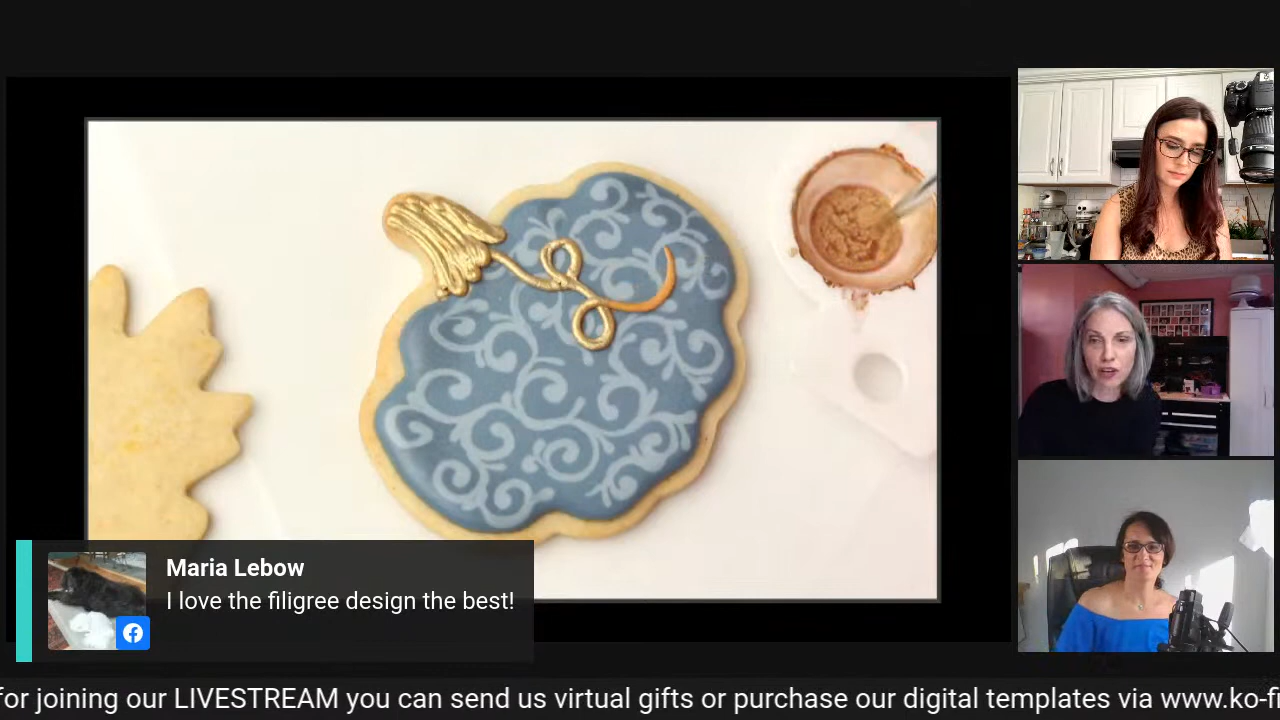 Maria Lebow
I love the filigree design the best!
for joining our LIVESTREAM you can send us virtual gifts or purchase our digital templates via www.ko-fi